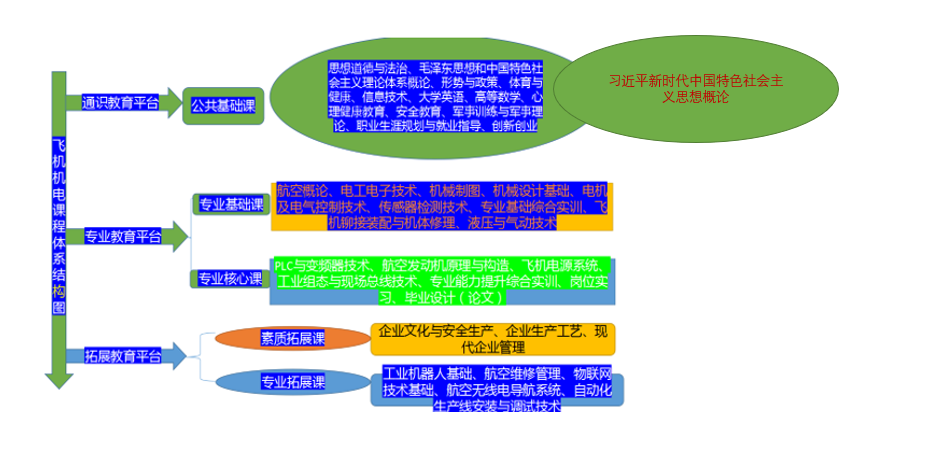 飞机机电课程体系结构图
通识教育平台
公共基础课
思想道德与法治、毛泽东思想和中国特色社
会主义理论体系概论、形势与政策、体育与
健康、信息技术、大学英语、高等数学、心
理健康教育、安全教育、军事训练与军事理
论、职业生涯规划与就业指导、创新创业
习近平新时代中国特色社会主
义思想概论
专业教育平台
专业基础课
航空概论、电工电子技术、机械制图、机械设计基础、电机
及电气控制技术、传感器检测技术、专业基础综合实训、飞
机铆接装配与机体修理、液压与气动技术
专业核心课
PLC与变频器技术、航空发动机原理与构造、飞机电源系统、
工业组态与现场总线技术、专业能力提升综合实训、岗位实
习、毕业设计（论文）
拓展教育平台
素质拓展课
企业文化与安全生产、企业生产工艺、现
代企业管理
专业拓展课
工业机器人基础、航空维修管理、物联网
技术基础、航空无线电导航系统、自动化
生产线安装与调试技术